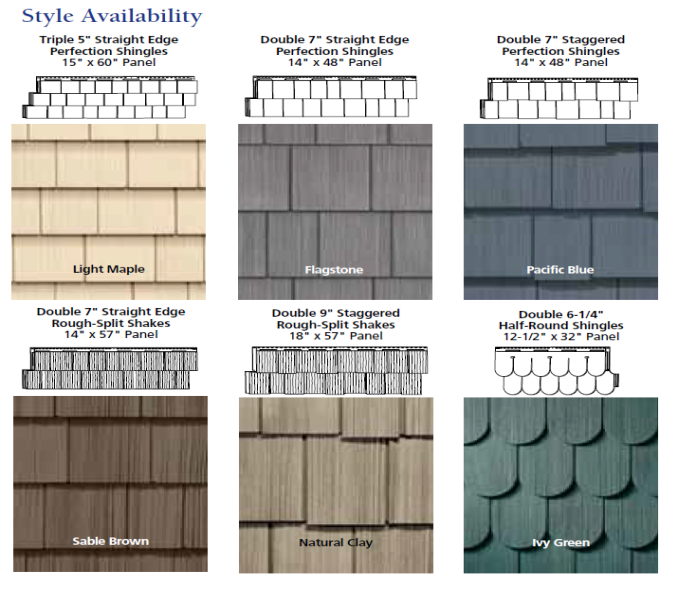 Style Availability
Triple 5" Straight Edge
Perfection Shingles
15" x 60" Panel
Double 7" Straight Edge
Perfection Shingles
14" x 48" Panel
Double 7" Staggered
Perfection Shingles
14" x 48" Panel
Light Maple
Flagstone
Pacific Blue
Double 7" Straight Edge
Rough-Split Shakes
14" x 57" Panel
Double 9" Staggered
Rough-Split Shakes
18" x 57" Panel
Double 6-1/4"
Half-Round Shingles
12-1/2" x 32" Panel
Sable Brown
Natural Clay
Ivy Green